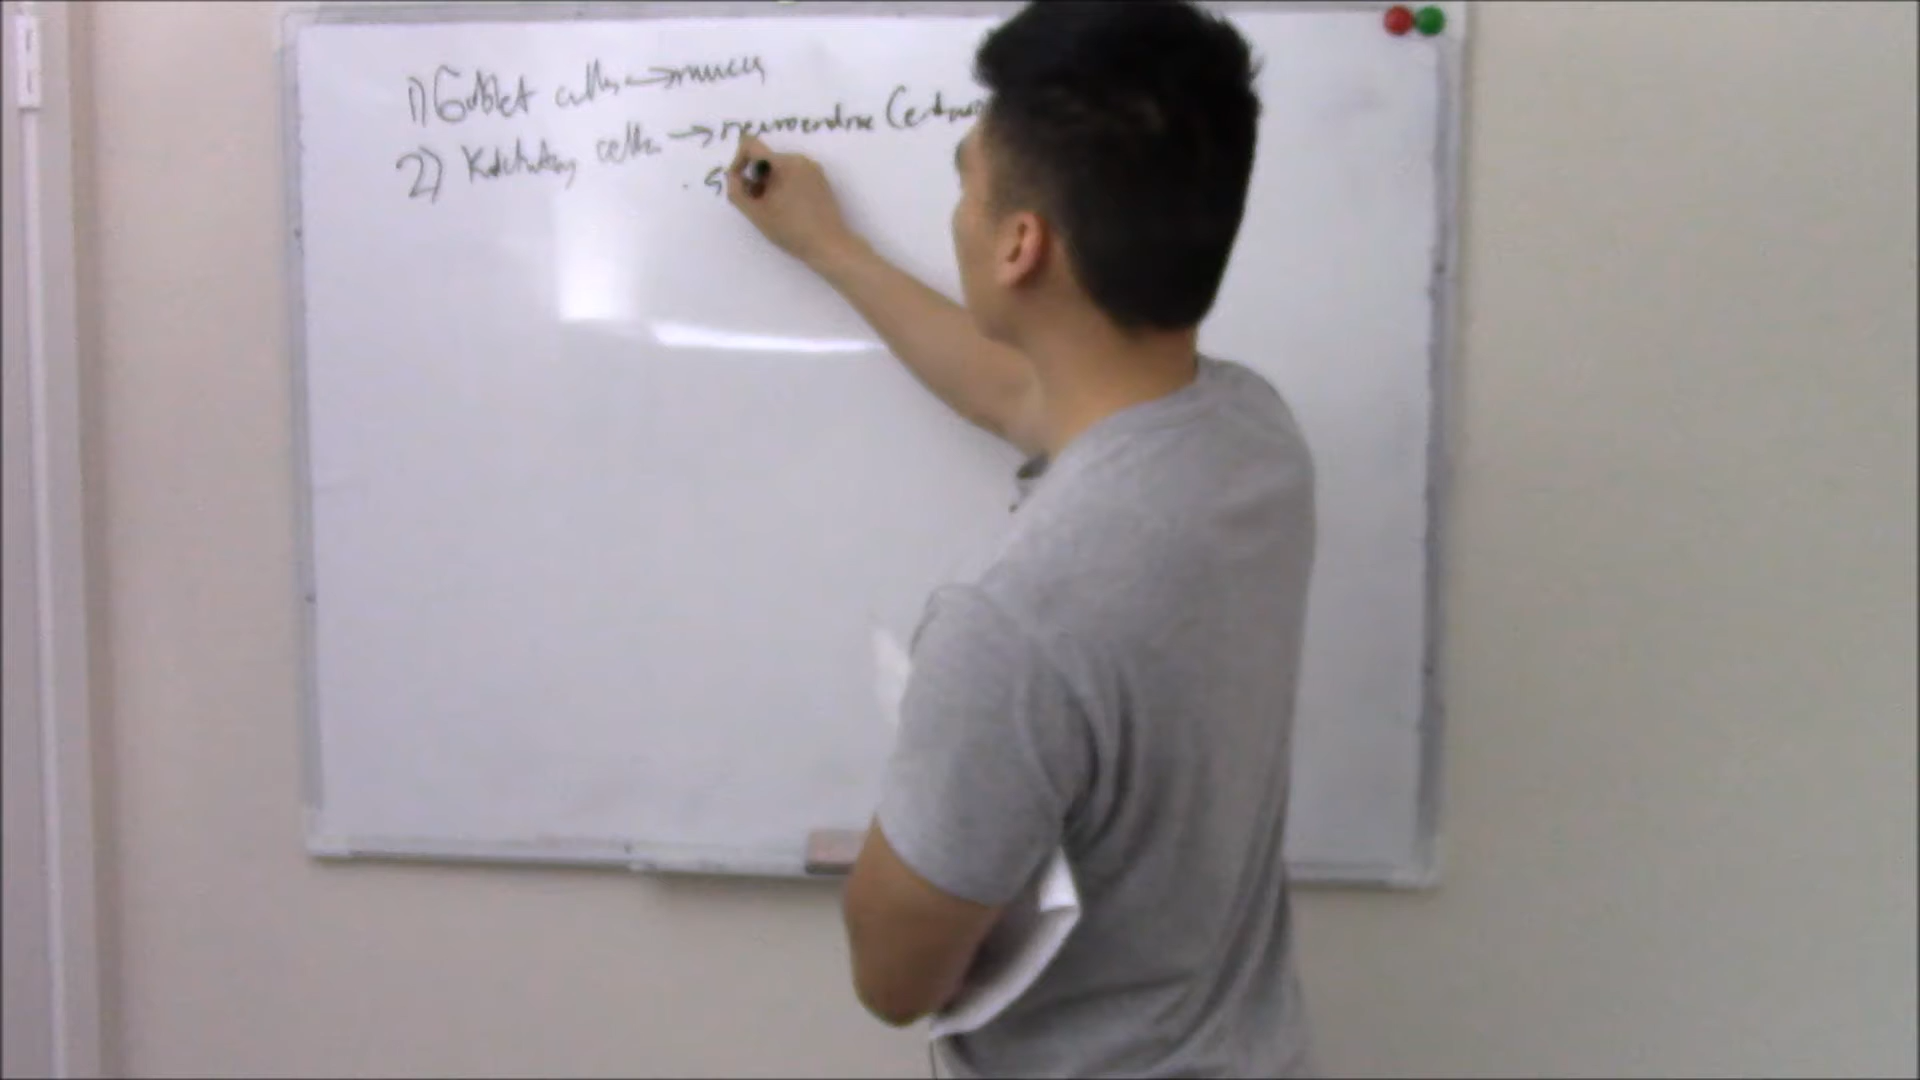 1) Goblet cells → mucus
2) Kulchitsky cells → neuroendocrine (